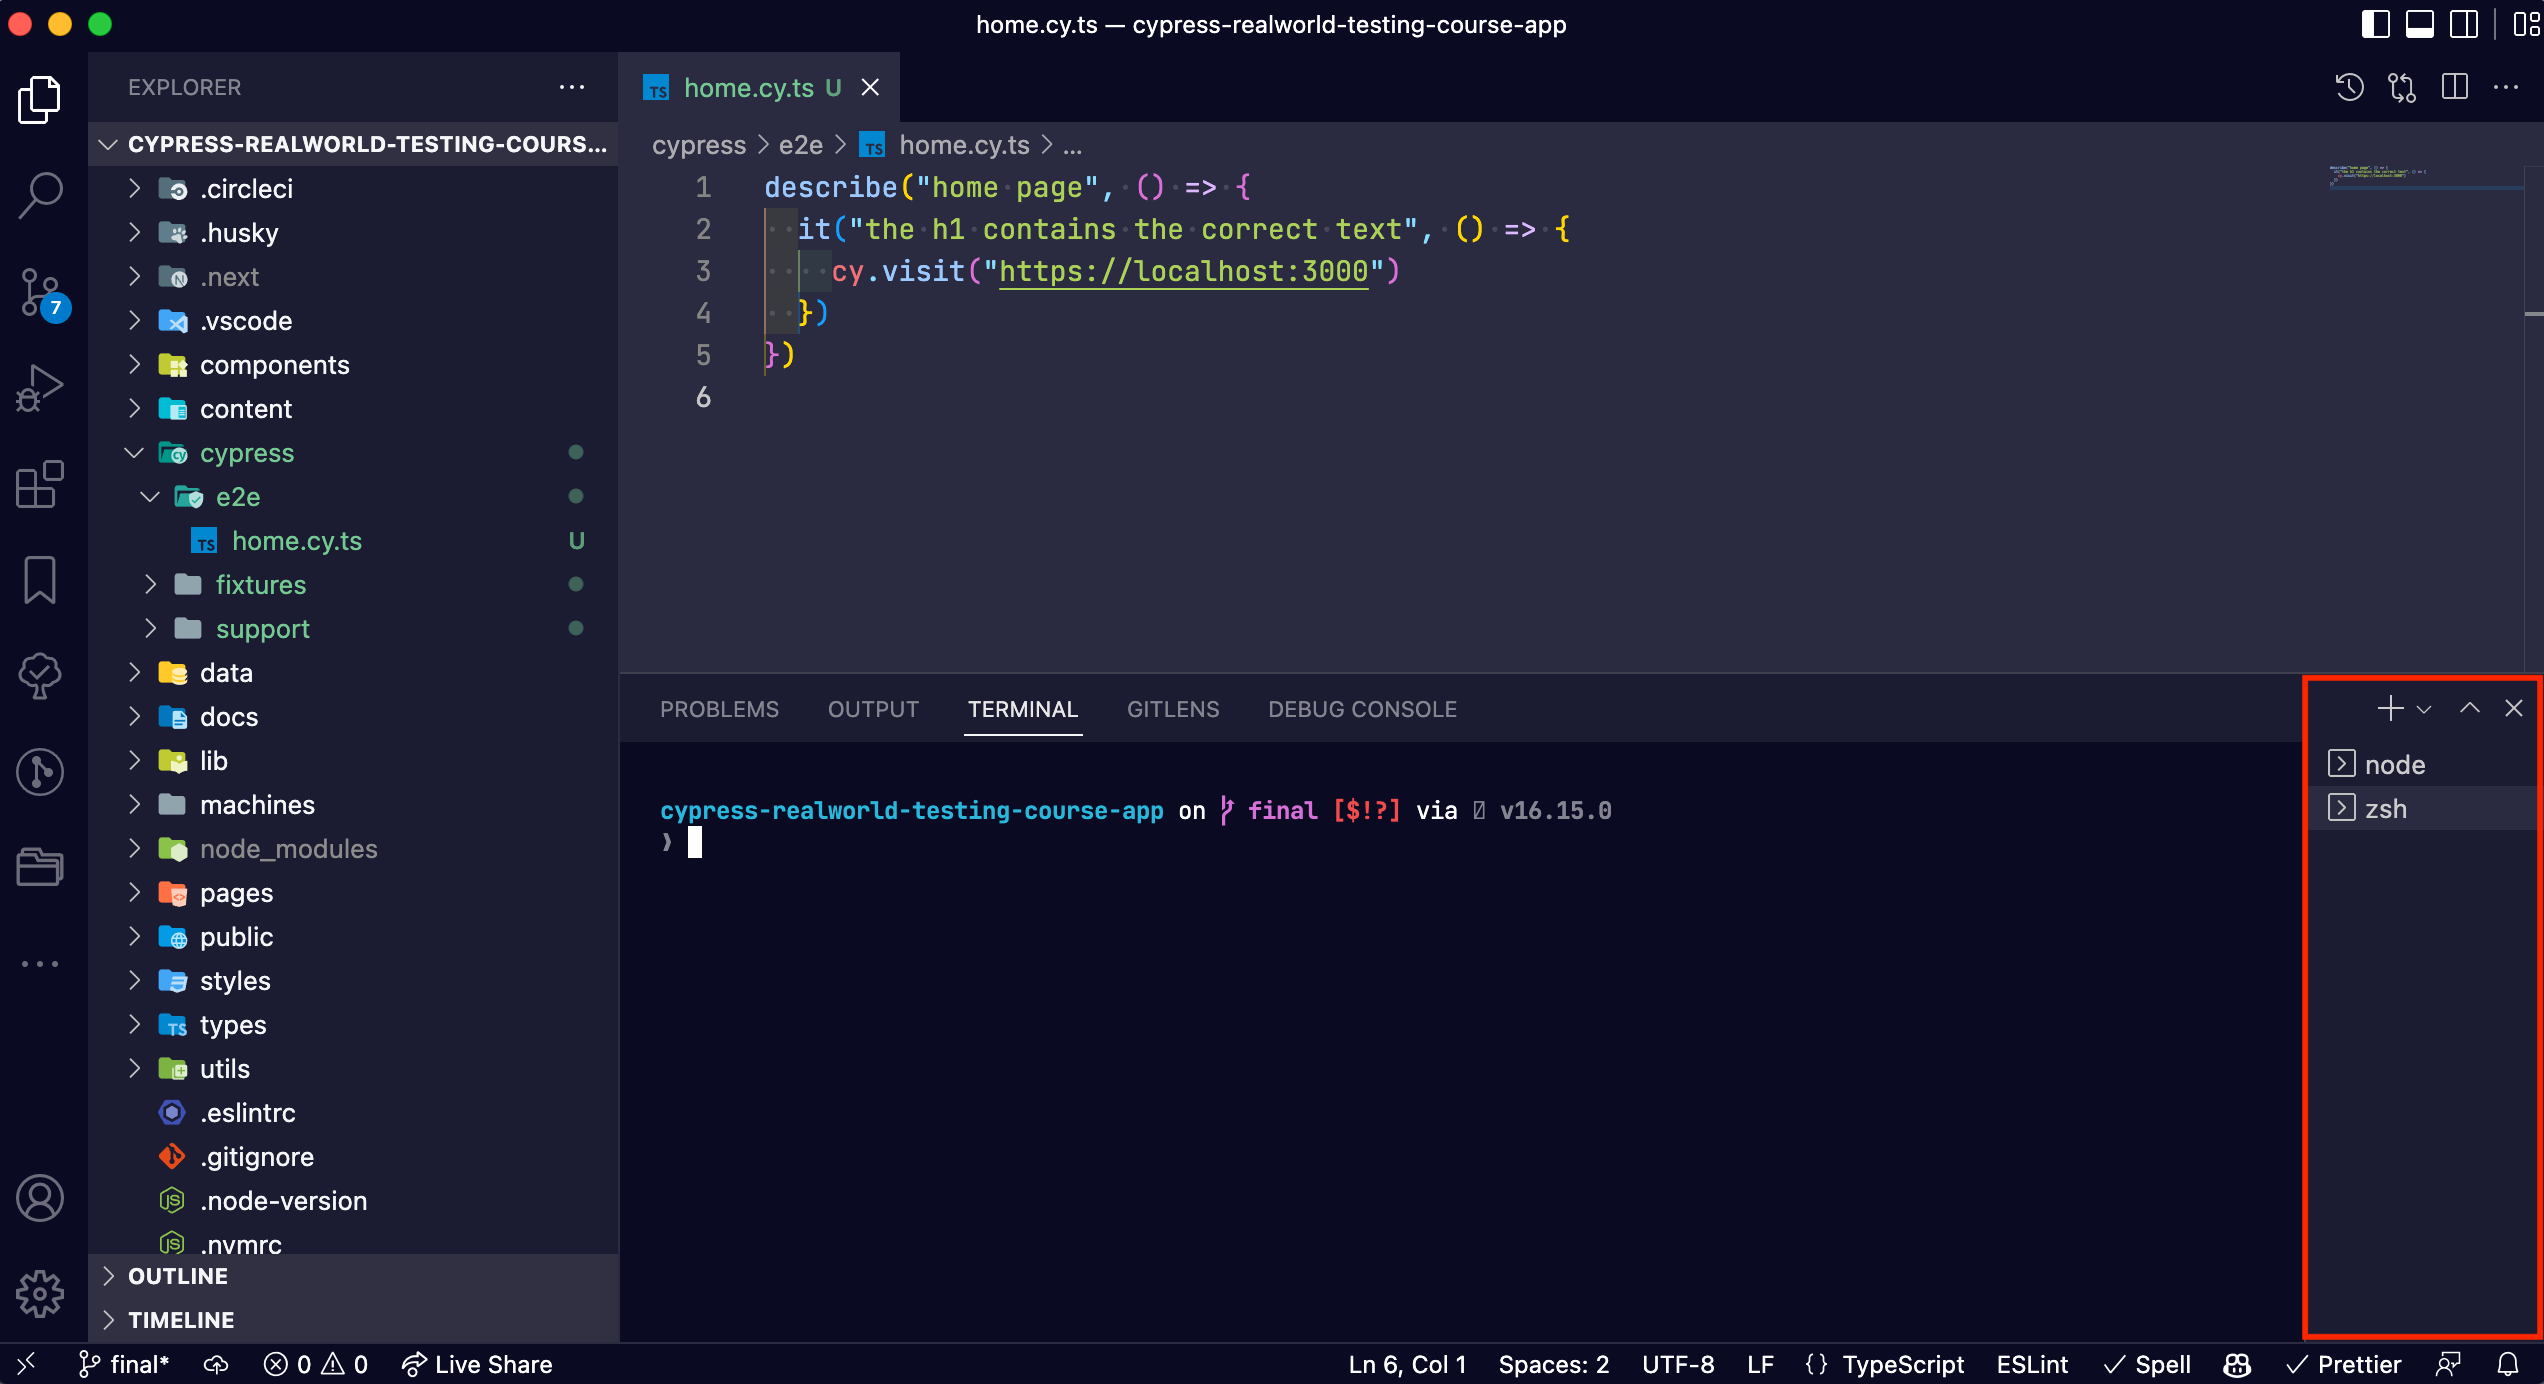 home.cy.ts — cypress-realworld-testing-course-app
EXPLORER
CYPRESS-REALWORLD-TESTING-COURS...
.circleci
.husky
.next
.vscode
components
content
cypress
e2e
home.cy.ts U
fixtures
support
data
docs
lib
machines
node_modules
pages
public
styles
types
utils
.eslintrc
.gitignore
.node-version
.nvmrc
OUTLINE
TIMELINE
7
home.cy.ts U
cypress > e2e > TS home.cy.ts > ...
1 describe("home page", () => {
2 it("the h1 contains the correct text", () => {
3 cy.visit("https://localhost:3000")
4 })
5 })
6
PROBLEMS OUTPUT TERMINAL GITLENS DEBUG CONSOLE
cypress-realworld-testing-course-app on final [$!?] via v16.15.0
❯
node
zsh
final* 0 0 Live Share Ln 6, Col 1 Spaces: 2 UTF-8 LF {} TypeScript ESLint Spell Prettier